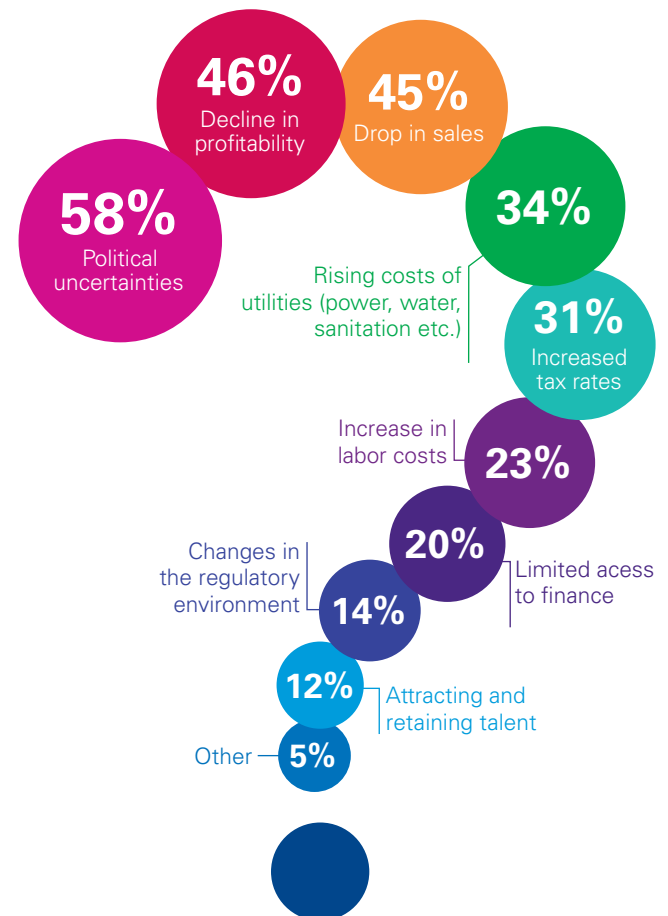 46%
Decline in
profitability
45%
Drop in sales
58%
Political
uncertainties
34%
Rising costs of
utilities (power, water,
sanitation etc.)
31%
Increased
tax rates
Increase in
labor costs
23%
20%
Limited acess
to finance
Changes in
the regulatory
environment
14%
12%
Attracting and
retaining talent
Other
5%